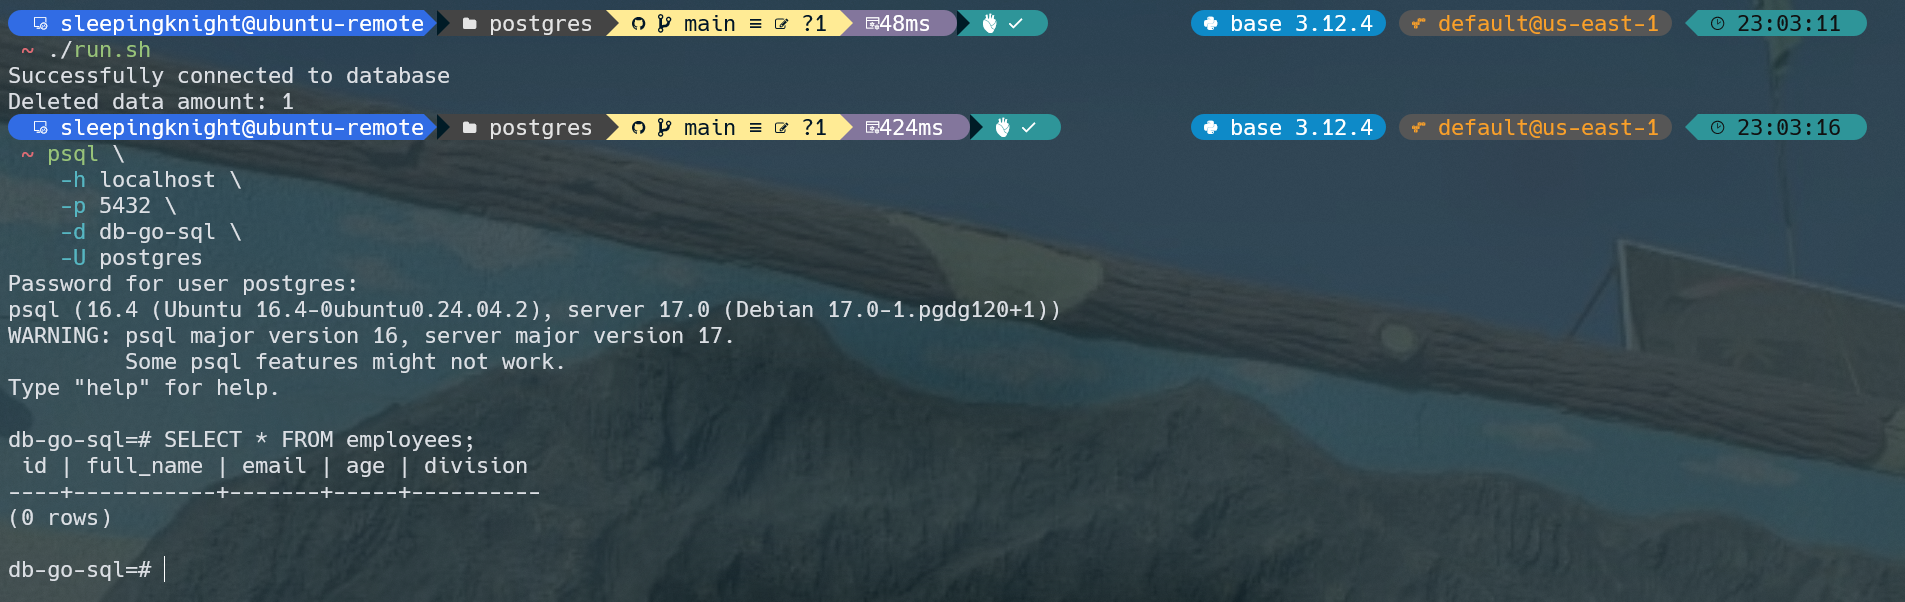 sleepingknight@ubuntu-remote postgres main ≡ ?1 48ms ✓ base 3.12.4 default@us-east-1 23:03:11
~ ./run.sh
Successfully connected to database
Deleted data amount: 1
sleepingknight@ubuntu-remote postgres main ≡ ?1 424ms ✓ base 3.12.4 default@us-east-1 23:03:16
~ psql \
-h localhost \
-p 5432 \
-d db-go-sql \
-U postgres
Password for user postgres:
psql (16.4 (Ubuntu 16.4-0ubuntu0.24.04.2), server 17.0 (Debian 17.0-1.pgdg120+1))
WARNING: psql major version 16, server major version 17.
Some psql features might not work.
Type "help" for help.
db-go-sql=# SELECT * FROM employees;
id | full_name | email | age | division
----+-----------+-------+-----+----------
(0 rows)
db-go-sql=#